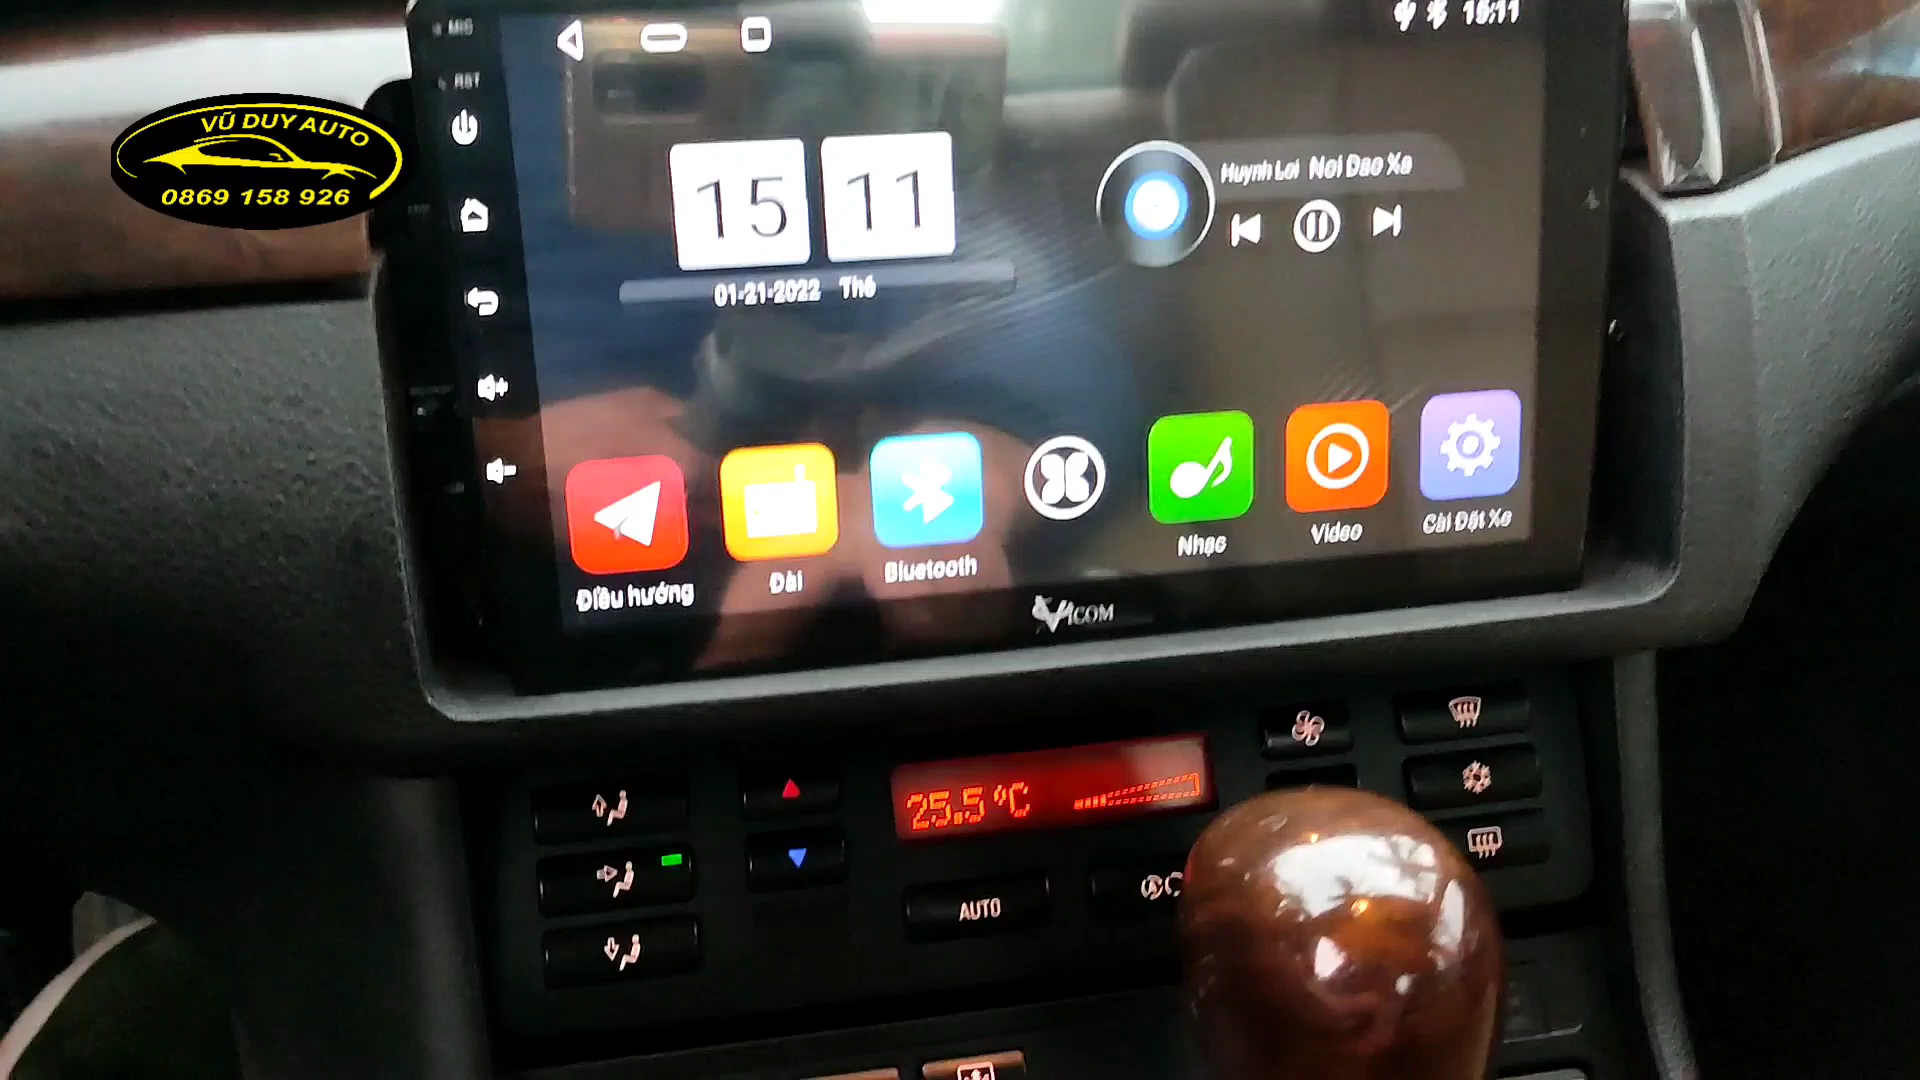 MIC
RST
15:11
VŨ DUY AUTO
0869 158 926
15 11
01-21-2022 Th6
Huynh Loi Noi Dao Xa
Điều hướng
Đài
Bluetooth
Nhạc
Video
Cài Đặt Xe
VICOM
25.5°C
AUTO
A